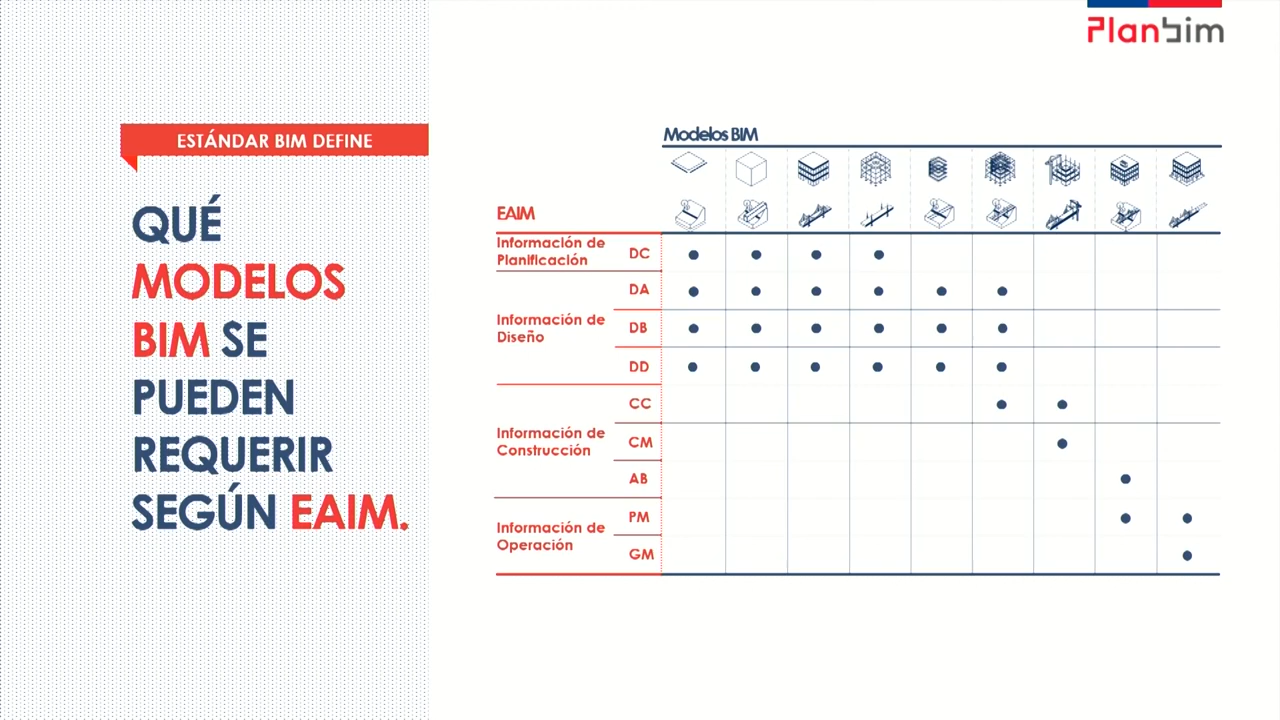 Planbim
ESTÁNDAR BIM DEFINE
QUÉ
MODELOS
BIM SE
PUEDEN
REQUERIR
SEGÚN EAIM.
Modelos BIM
EAIM
Información de
Planificación
DC
DA
Información de
Diseño
DB
DD
CC
Información de
Construcción
CM
AB
PM
Información de
Operación
GM